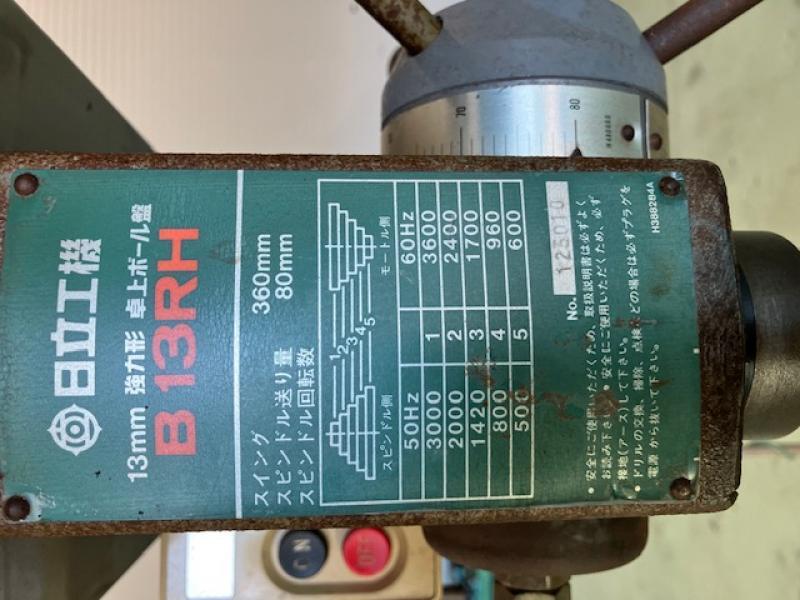 日立工機
13mm 強力形 卓上ボール盤
B 13RH
スイング 360mm
スピンドル送り量 80mm
スピンドル回転数
スピンドル側 1 2 3 4 5 モートル側
50Hz 60Hz
3000 1 3600
2000 2 2400
1420 3 1700
800 4 960
500 5 600
No. 125010
• 安全にご使用いただくため、取扱説明書は必ずよく
お読み下さい。• 安全にご使用いただくため、必ず
接地(アース)して下さい。
• ドリルの交換、掃除、点検などの場合は必ずプラグを
電源から抜いて下さい。
H388284A
70 80
ON
OFF